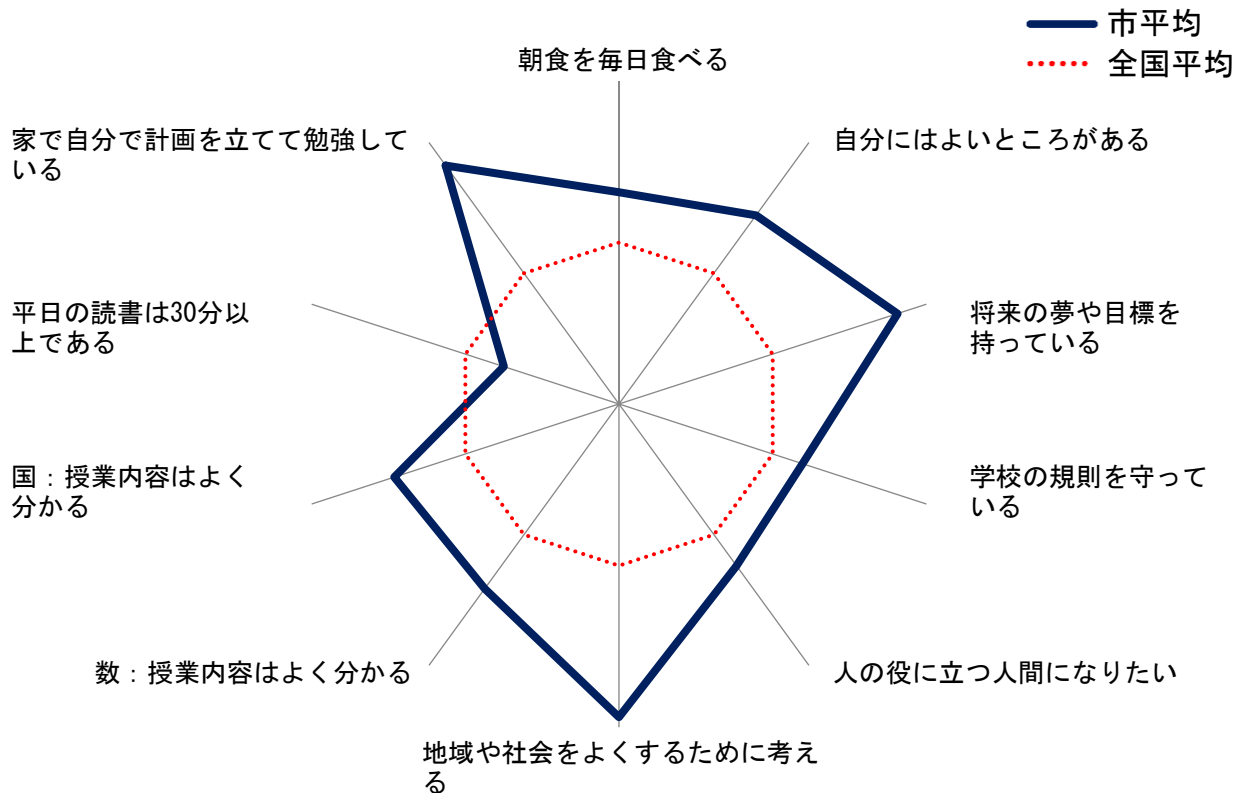 市平均
全国平均
朝食を毎日食べる
自分にはよいところがある
将来の夢や目標を
持っている
学校の規則を守って
いる
人の役に立つ人間になりたい
地域や社会をよくするために考え
る
数：授業内容はよく分かる
国：授業内容はよく
分かる
平日の読書は30分以
上である
家で自分で計画を立てて勉強して
いる